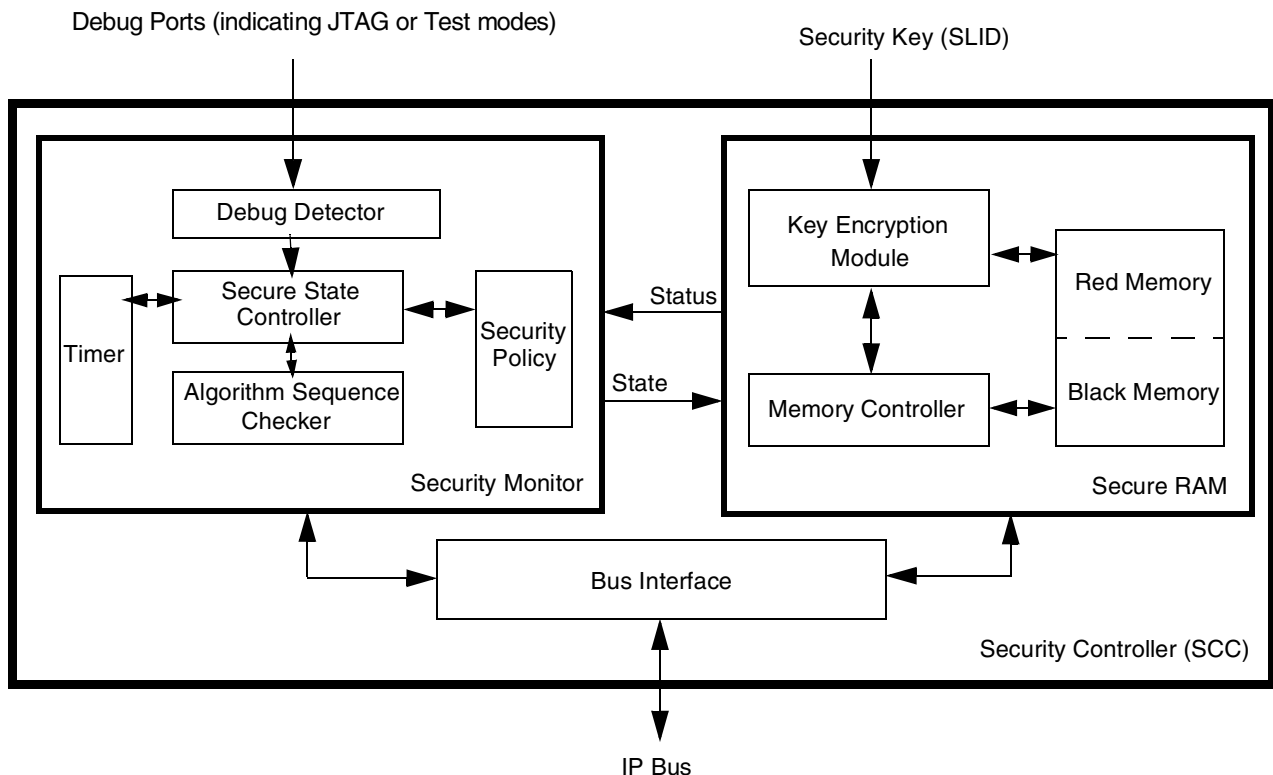 Debug Ports (indicating JTAG or Test modes)
Security Key (SLID)
Debug Detector
Secure State
Controller
Timer
Algorithm Sequence
Checker
Security
Policy
Security Monitor
Status
State
Key Encryption
Module
Memory Controller
Red Memory
Black Memory
Secure RAM
Bus Interface
Security Controller (SCC)
IP Bus